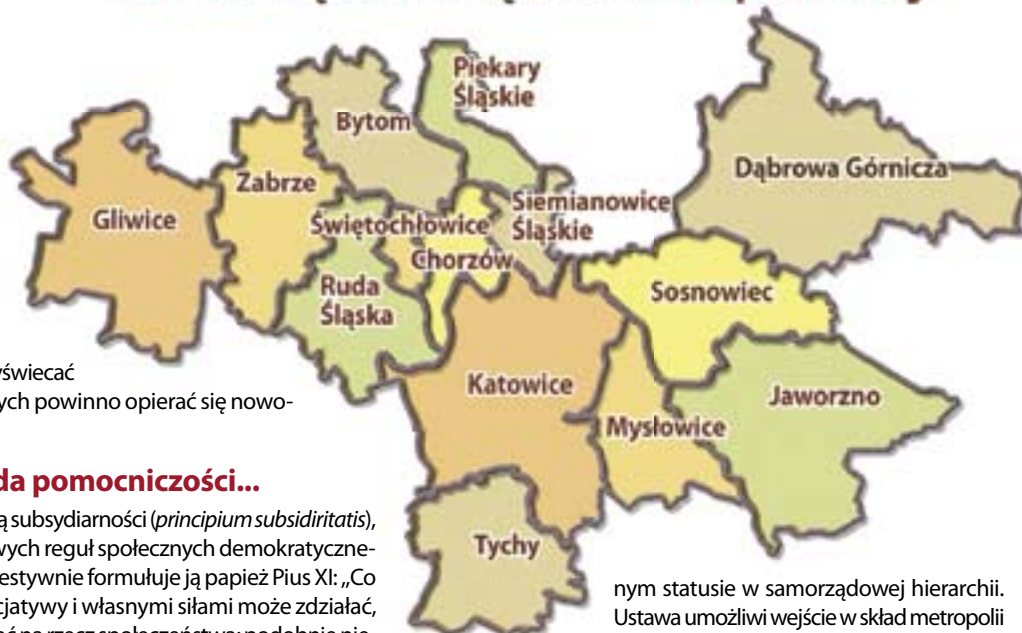 Piekary
Śląskie
Bytom
Dąbrowa Górnicza
Zabrze
Siemianowice
Śląskie
Gliwice
Świętochłowice
Chorzów
Ruda
Śląska
Sosnowiec
Katowice
Jaworzno
Mysłowice
Tychy
ych powinno opierać się nowo-
da pomocniczości...
ą subsydiarności (principium subsidiritatis),
wych reguł społecznych demokratyczne-
estywnie formułuje ją papież Pius XI: „Co
cjatywy i własnymi siłami może zdziałać,
nym statusie w samorządowej hierarchii.
Ustawa umożliwi wejście w skład metropolii